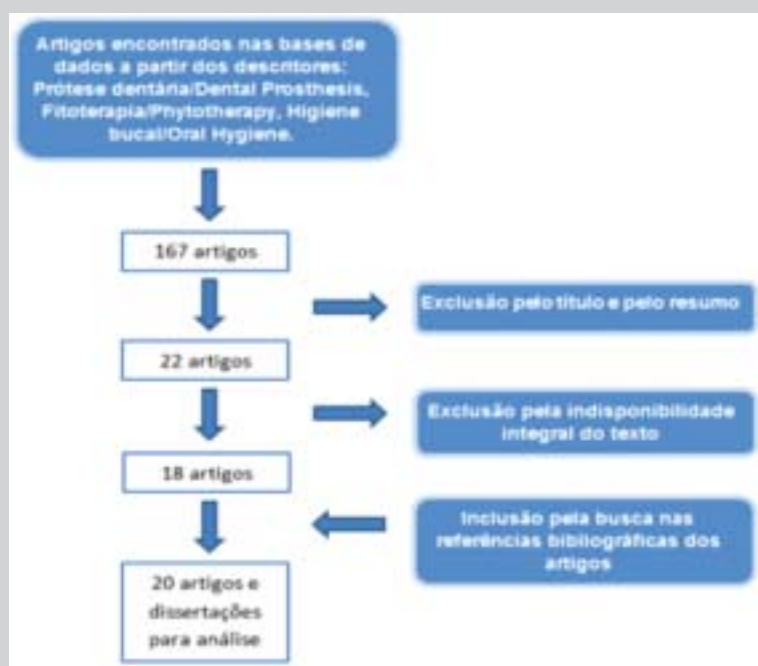 Artigos encontrados nas bases de
dados a partir dos descritores:
Prótese dentária/Dental Prosthesis,
Fitoterapia/Phytotherapy, Higiene
bucal/Oral Hygiene.
167 artigos
Exclusão pelo título e pelo resumo
22 artigos
Exclusão pela indisponibilidade
integral do texto
18 artigos
Inclusão pela busca nas
referências bibliográficas dos
artigos
20 artigos e
dissertações
para análise